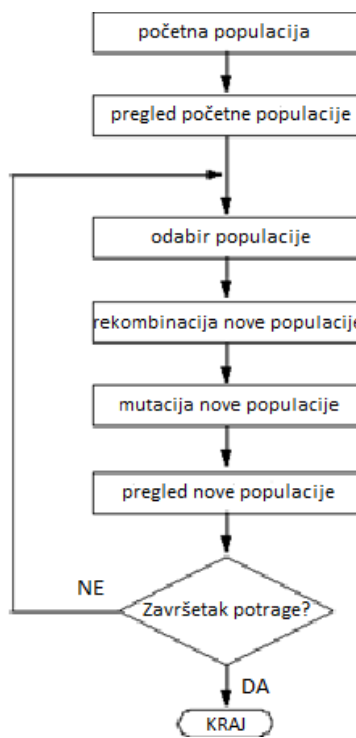 početna populacija
pregled početne populacije
odabir populacije
rekombinacija nove populacije
mutacija nove populacije
pregled nove populacije
Završetak potrage?
NE
DA
KRAJ